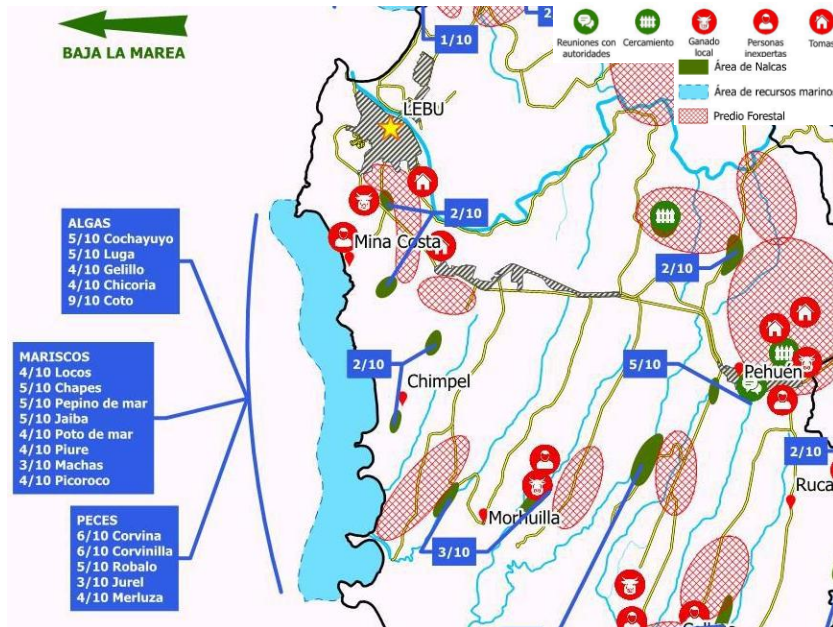 BAJA LA MAREA
1/10
2
Reuniones con
autoridades
Cercamiento
Ganado
local
Personas
inexpertas
Tomas
Área de Nalcas
Área de recursos marinos
Predio Forestal
LEBU
2/10
Mina Costa
2/10
ALGAS
5/10 Cochayuyo
5/10 Luga
4/10 Gelillo
4/10 Chicoria
9/10 Coto
MARISCOS
4/10 Locos
5/10 Chapes
5/10 Pepino de mar
5/10 Jaiba
4/10 Poto de mar
4/10 Piure
3/10 Machas
4/10 Picoroco
PECES
6/10 Corvina
6/10 Corvinilla
5/10 Robalo
3/10 Jurel
4/10 Merluza
2/10
Chimpel
5/10
Pehuén
2/10
Ruca
Morhuilla
3/10